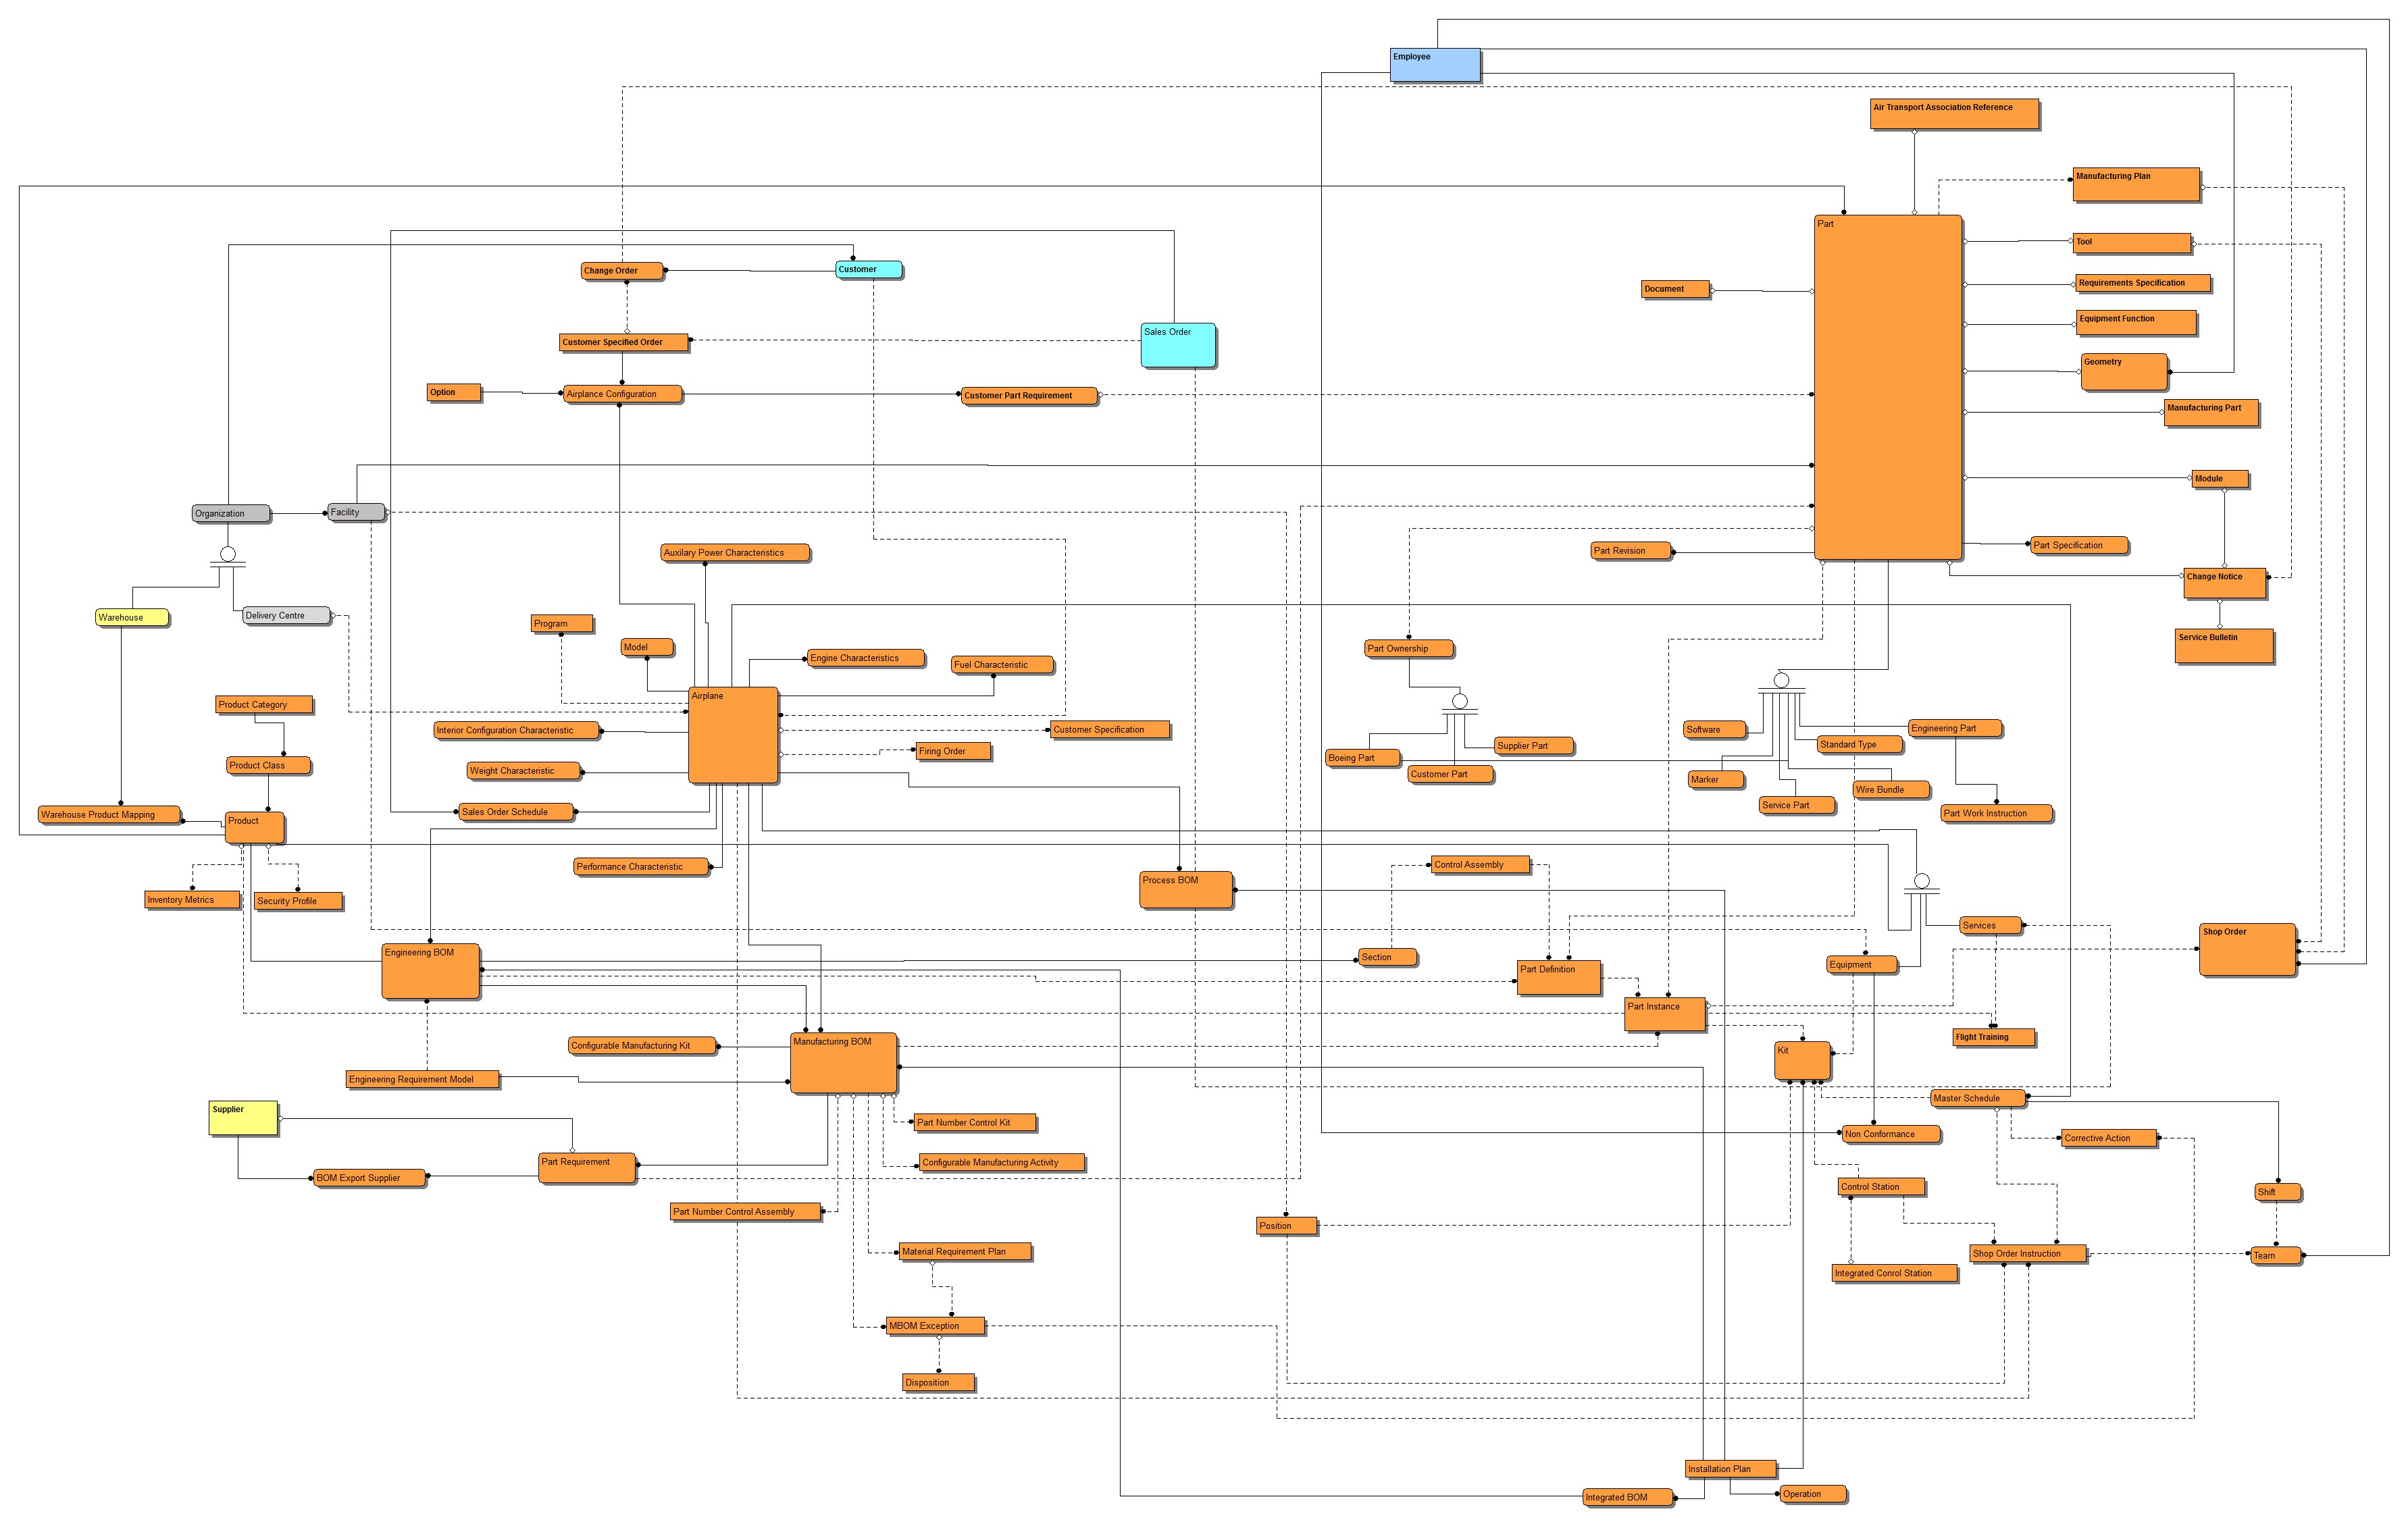 Employee
Air Transport Association Reference
Manufacturing Plan
Part
Tool
Change Order
Customer
Requirements Specification
Document
Equipment Function
Sales Order
Customer Specified Order
Geometry
Option
Airplance Configuration
Customer Part Requirement
Manufacturing Part
Module
Organization
Facility
Part Specification
Part Revision
Auxilary Power Characteristics
Change Notice
Warehouse
Delivery Centre
Program
Service Bulletin
Model
Part Ownership
Engine Characteristics
Fuel Characteristic
Airplane
Product Category
Interior Configuration Characteristic
Customer Specification
Software
Engineering Part
Standard Type
Supplier Part
Firing Order
Boeing Part
Product Class
Weight Characteristic
Customer Part
Marker
Wire Bundle
Service Part
Warehouse Product Mapping
Product
Sales Order Schedule
Part Work Instruction
Performance Characteristic
Control Assembly
Process BOM
Inventory Metrics
Security Profile
Services
Shop Order
Engineering BOM
Section
Equipment
Part Definition
Part Instance
Flight Training
Configurable Manufacturing Kit
Manufacturing BOM
Kit
Engineering Requirement Model
Master Schedule
Supplier
Part Number Control Kit
Non Conformance
Corrective Action
Part Requirement
Configurable Manufacturing Activity
BOM Export Supplier
Control Station
Shift
Part Number Control Assembly
Position
Material Requirement Plan
Shop Order Instruction
Team
Integrated Conrol Station
MBOM Exception
Disposition
Installation Plan
Integrated BOM
Operation